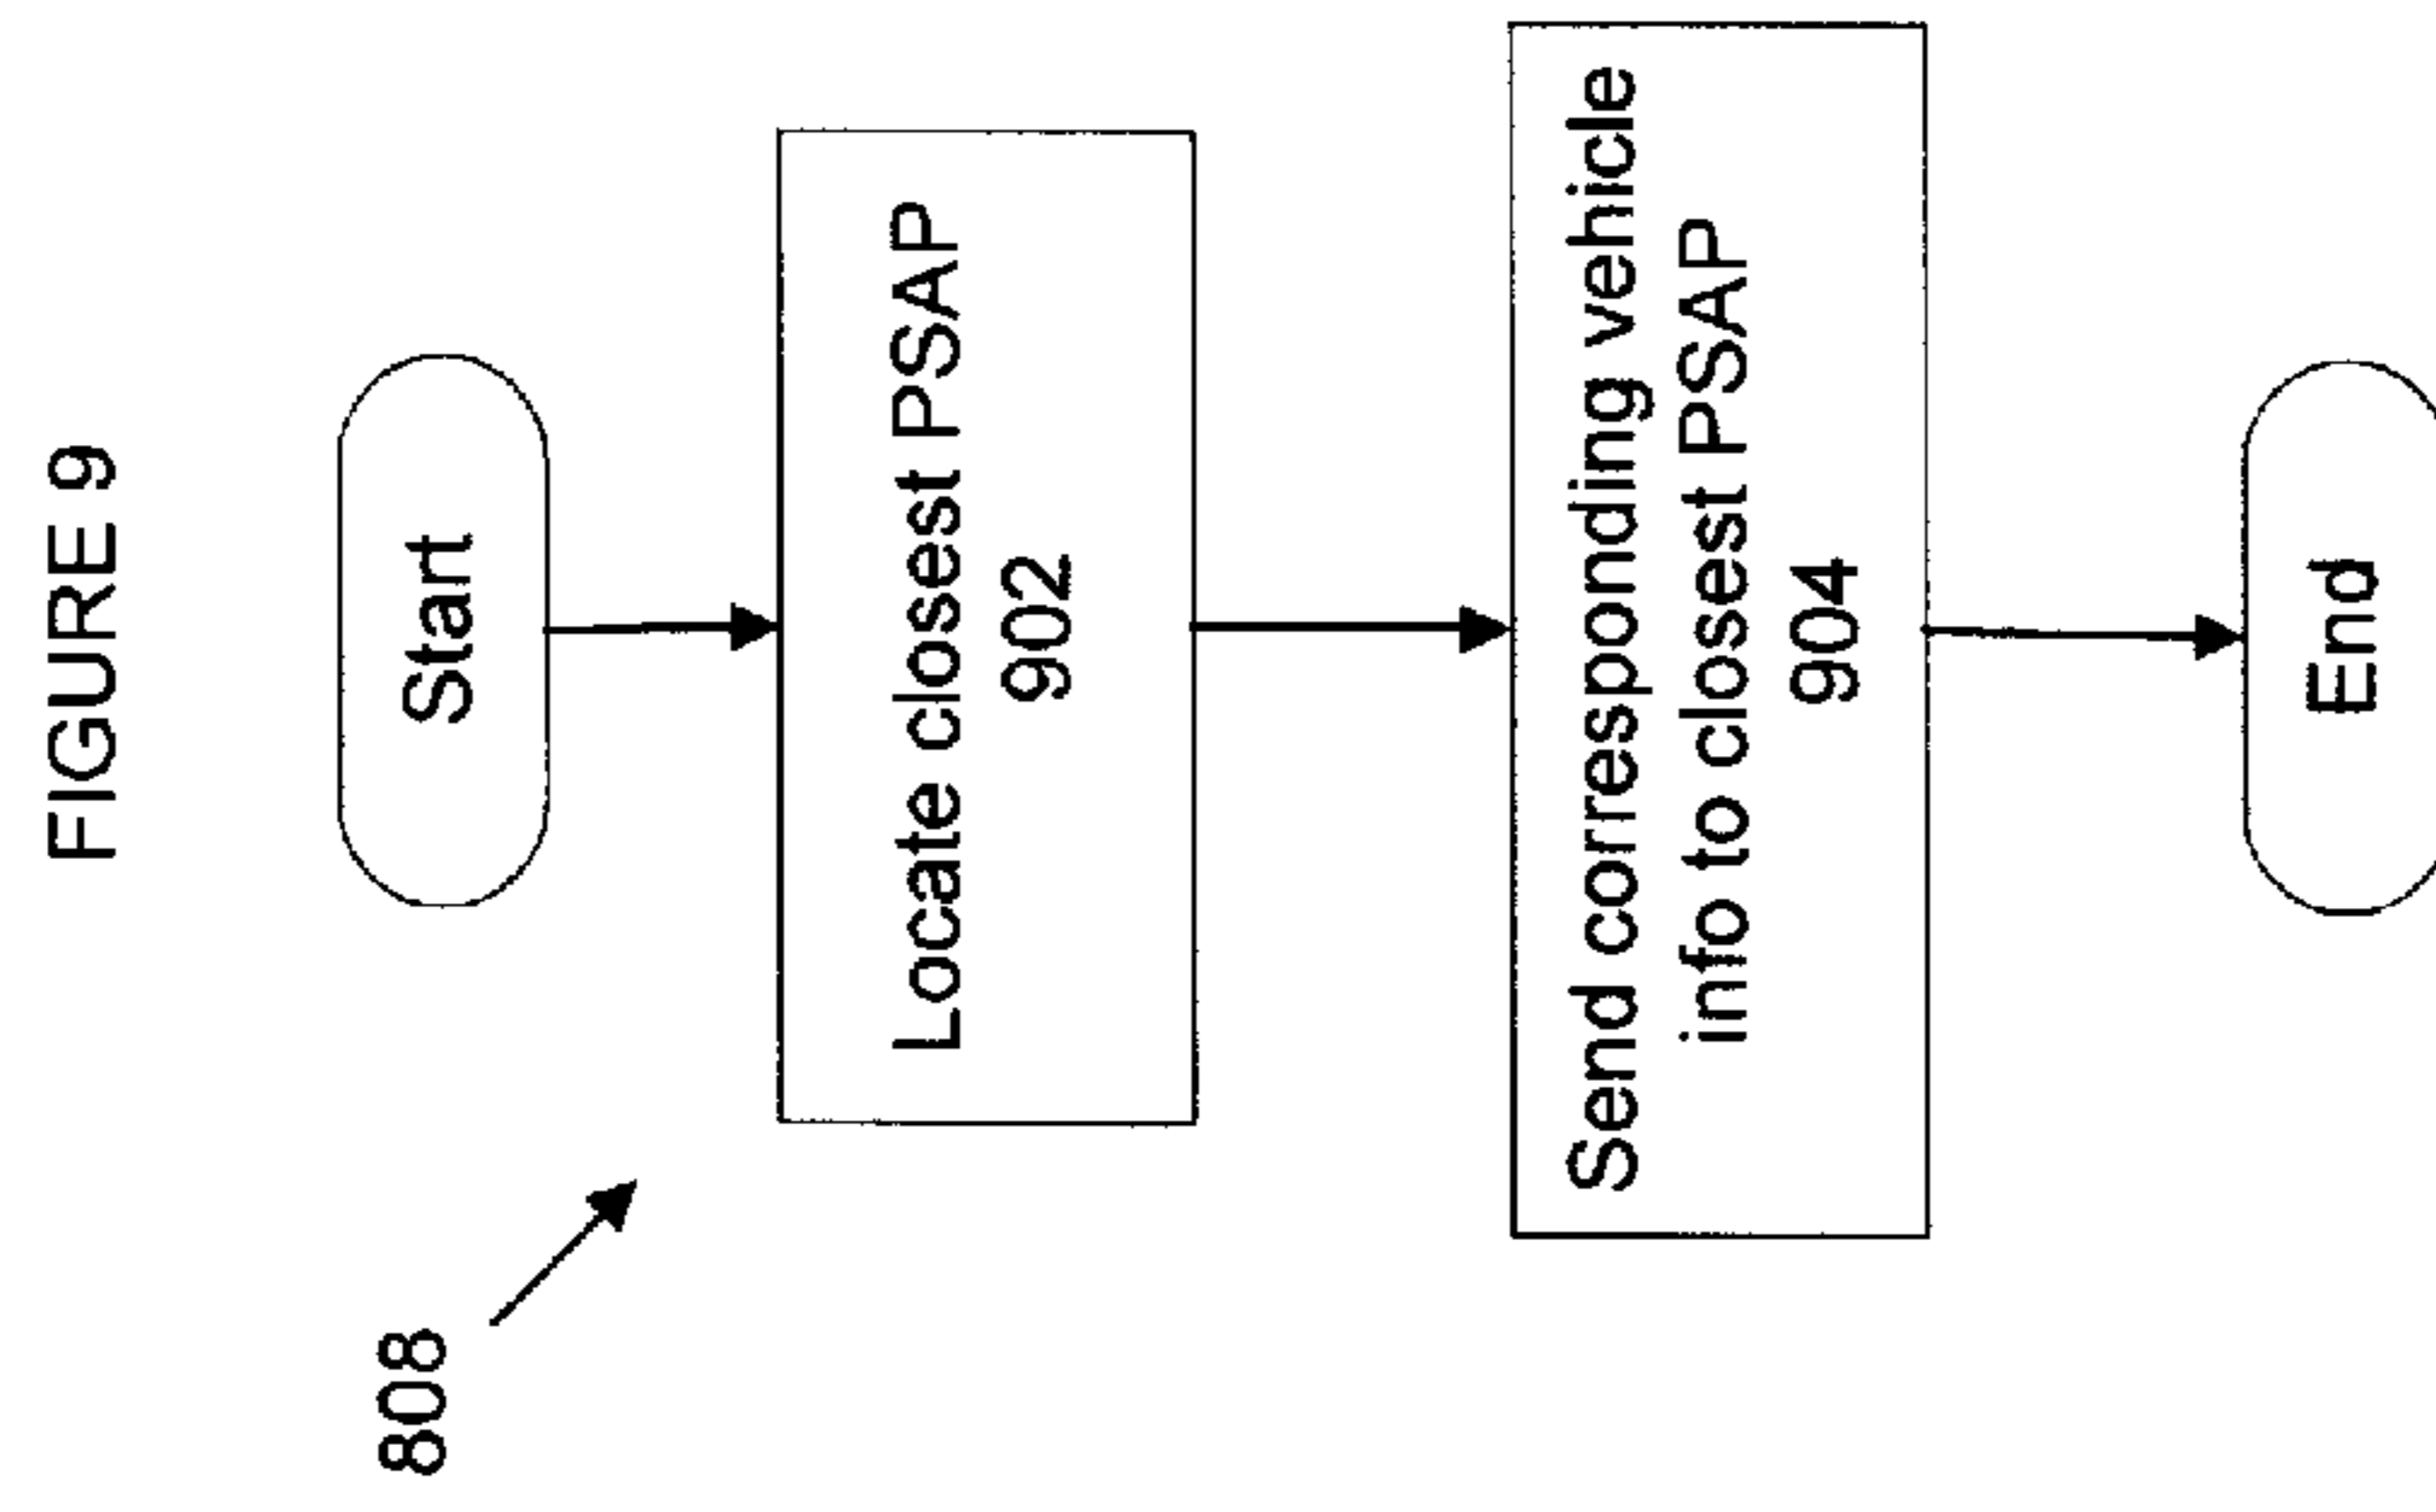 FIGURE 9
808
Start
Locate closest PSAP
902
Send corresponding vehicle
info to closest PSAP
904
End